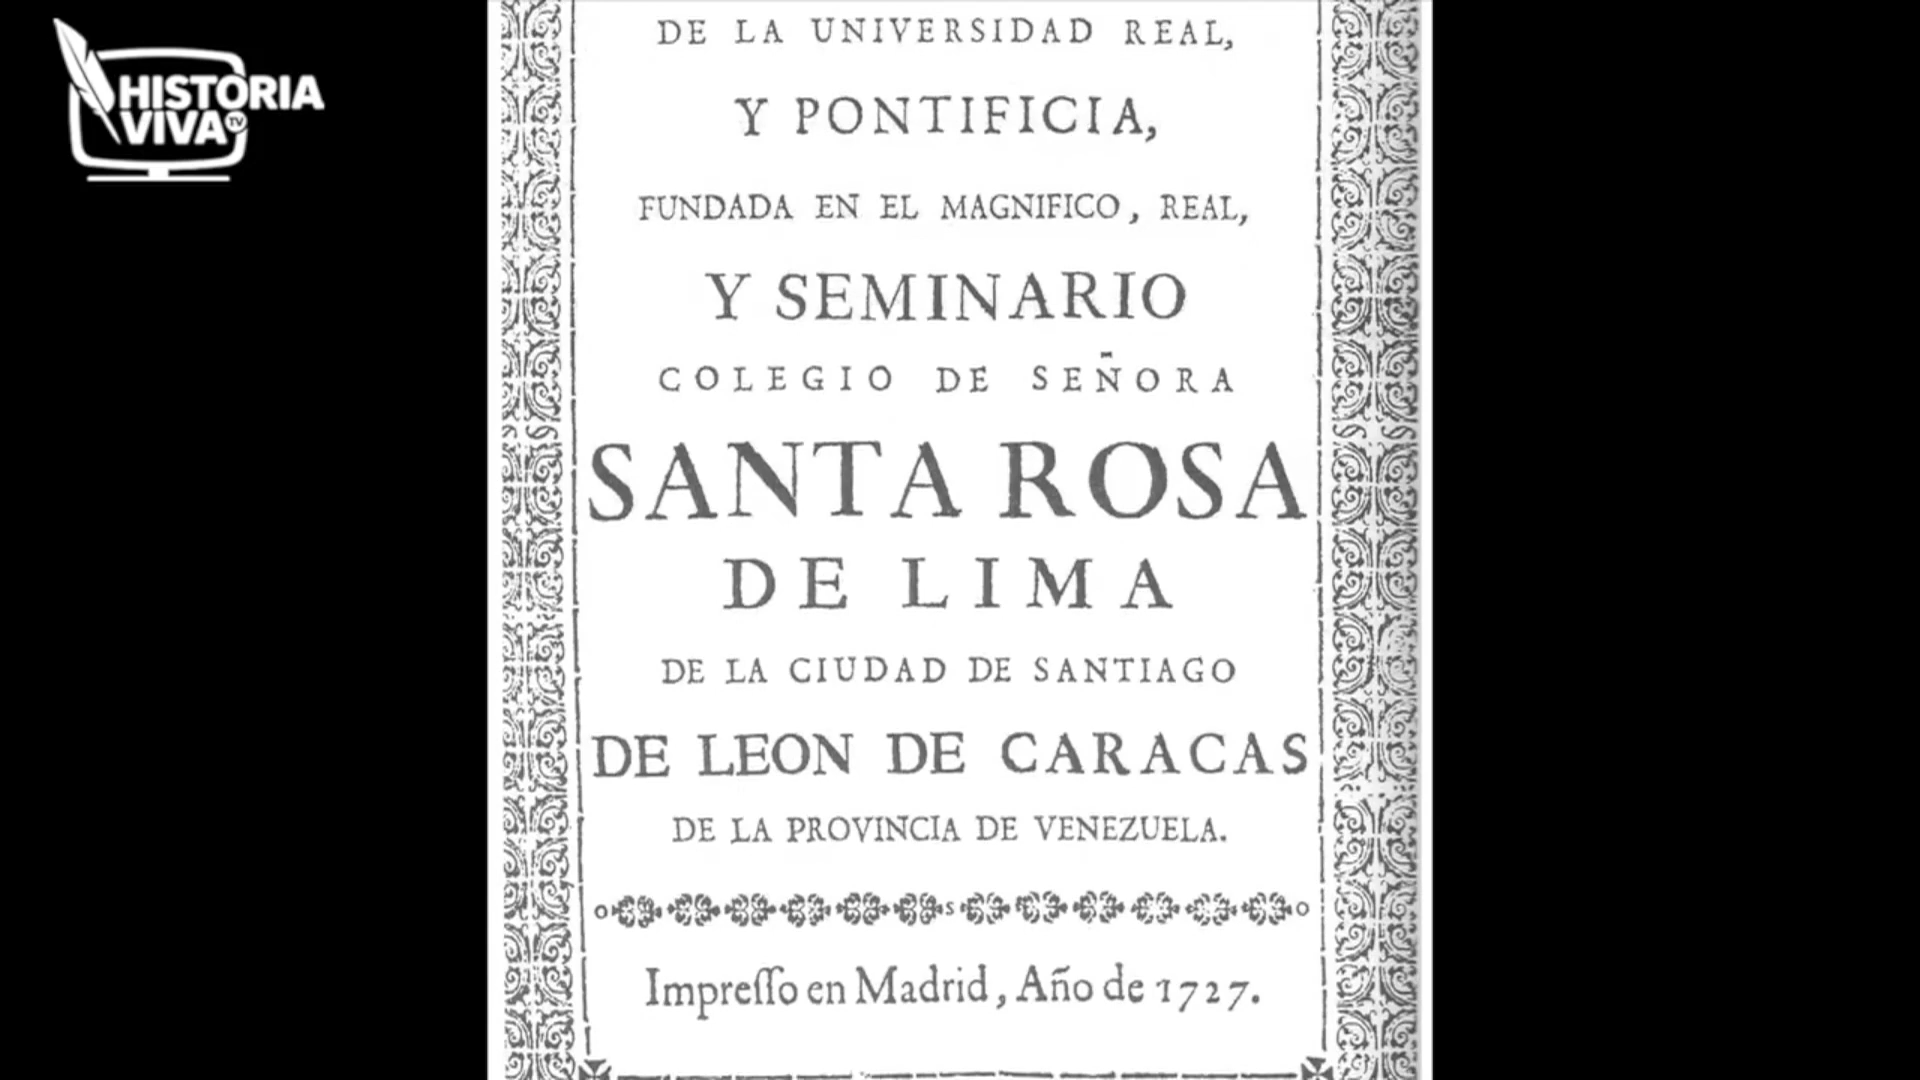 HISTORIA
VIVA TV
DE LA UNIVERSIDAD REAL,
Y PONTIFICIA,
FUNDADA EN EL MAGNIFICO, REAL,
Y SEMINARIO
COLEGIO DE SEÑORA
SANTA ROSA
DE LIMA
DE LA CIUDAD DE SANTIAGO
DE LEON DE CARACAS
DE LA PROVINCIA DE VENEZUELA.
Impreſſo en Madrid, Año de 1727.